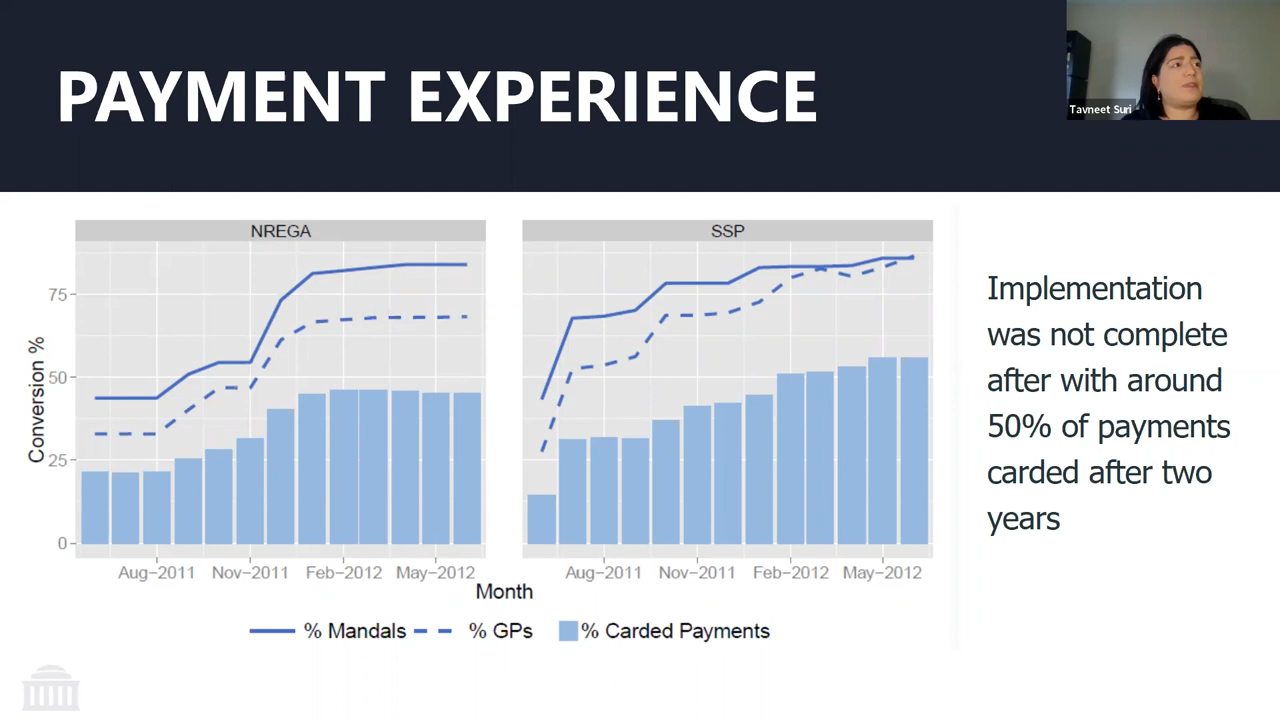 PAYMENT EXPERIENCE
Tavneet Suri
NREGA
SSP
Conversion %
75
50
25
0
Aug-2011 Nov-2011 Feb-2012 May-2012
Aug-2011 Nov-2011 Feb-2012 May-2012
Month
% Mandals % GPs % Carded Payments
Implementation
was not complete
after with around
50% of payments
carded after two
years